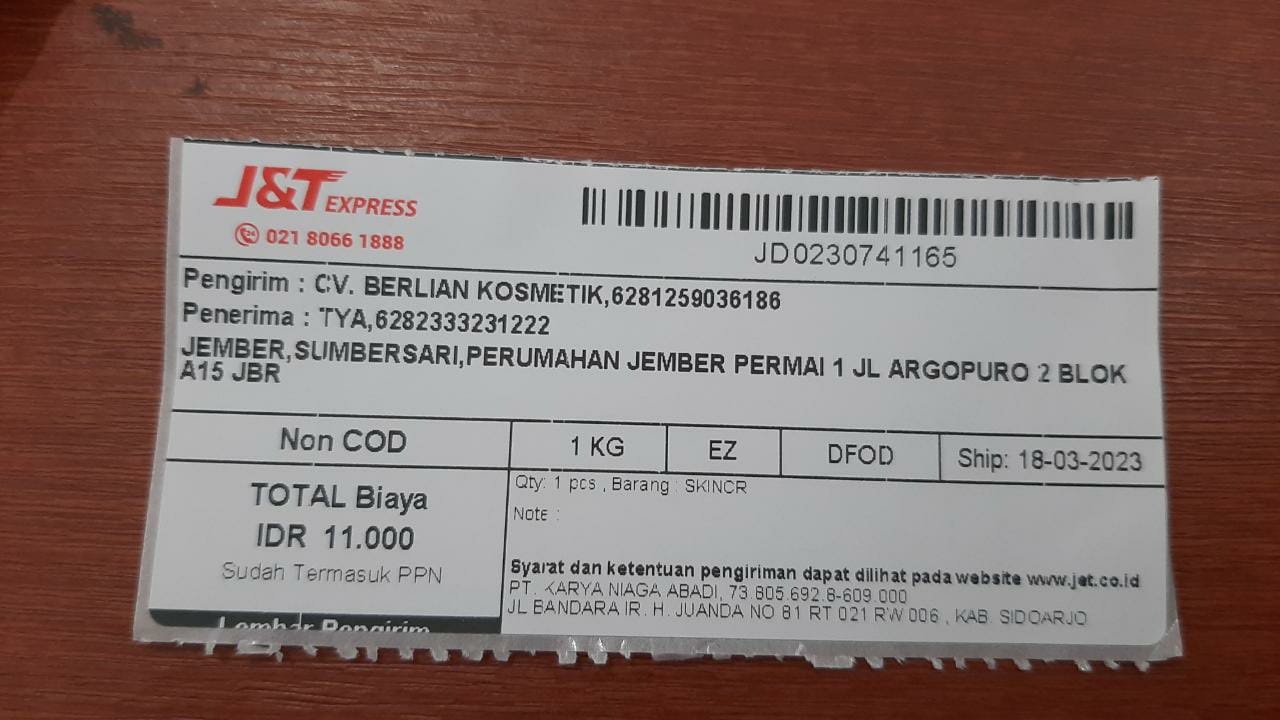 J&T EXPRESS
021 8066 1888
JD0230741165
Pengirim : CV. BERLIAN KOSMETIK,6281259036186
Penerima : TYA,6282333231222
JEMBER,SUMBERSARI,PERUMAHAN JEMBER PERMAI 1 JL ARGOPURO 2 BLOK
A15 JBR
Non COD 1 KG EZ DFOD Ship: 18-03-2023
TOTAL Biaya
IDR 11.000
Sudah Termasuk PPN
Lembar Pengirim
Qty: 1 pcs , Barang : SKINCR
Note :
Syarat dan ketentuan pengiriman dapat dilihat pada website www.jet.co.id
PT. KARYA NIAGA ABADI, 73.805.692.8-609.000
JL BANDARA IR. H. JUANDA NO 81 RT 021 RW 006 , KAB. SIDOARJO